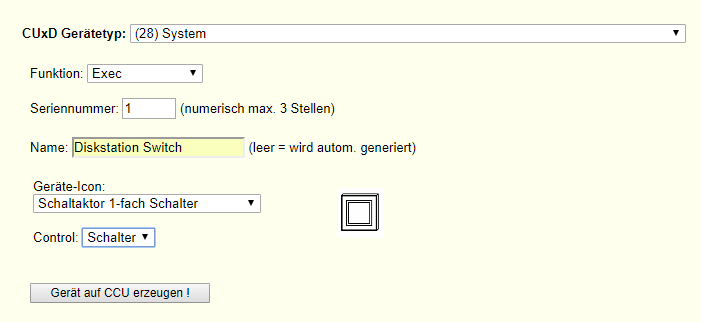 CUxD Gerätetyp: (28) System
Funktion: Exec
Seriennummer: 1 (numerisch max. 3 Stellen)
Name: Diskstation Switch (leer = wird autom. generiert)
Geräte-Icon:
Schaltaktor 1-fach Schalter
Control: Schalter
Gerät auf CCU erzeugen !